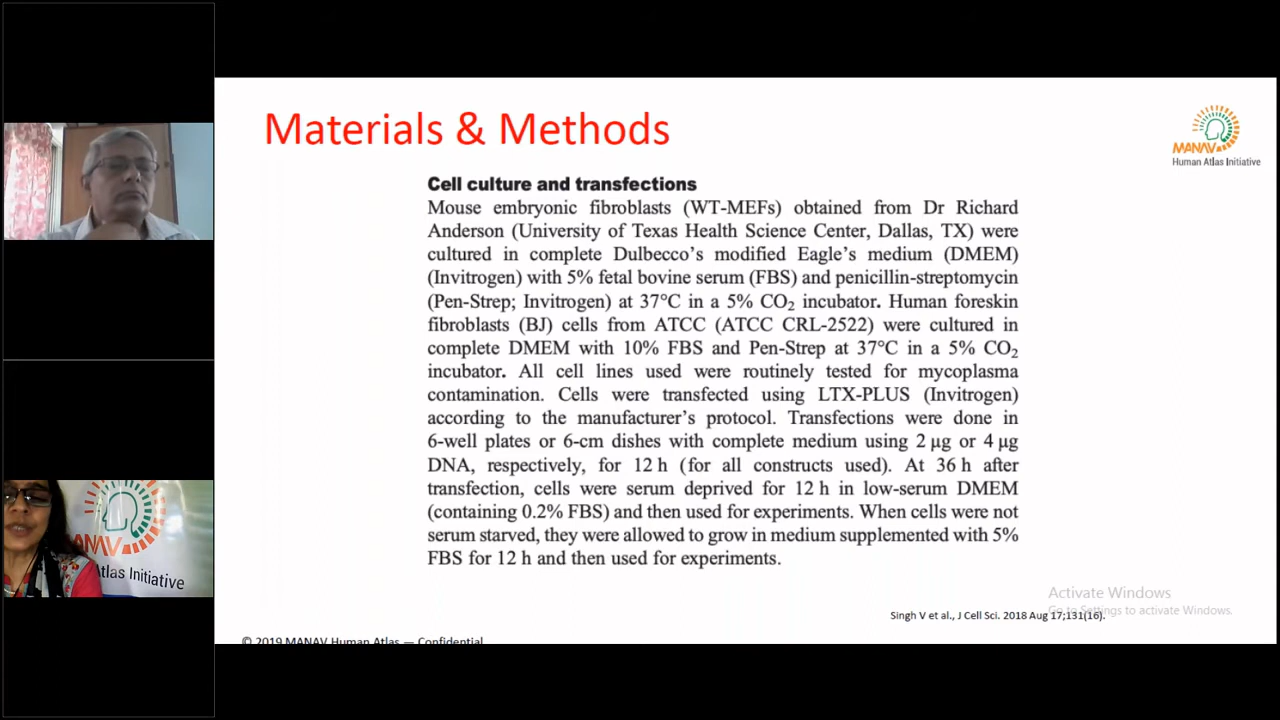 Materials & Methods
MANAV
Human Atlas Initiative
Cell culture and transfections
Mouse embryonic fibroblasts (WT-MEFs) obtained from Dr Richard
Anderson (University of Texas Health Science Center, Dallas, TX) were
cultured in complete Dulbecco's modified Eagle's medium (DMEM)
(Invitrogen) with 5% fetal bovine serum (FBS) and penicillin-streptomycin
(Pen-Strep; Invitrogen) at 37°C in a 5% CO₂ incubator. Human foreskin
fibroblasts (BJ) cells from ATCC (ATCC CRL-2522) were cultured in
complete DMEM with 10% FBS and Pen-Strep at 37°C in a 5% CO₂
incubator. All cell lines used were routinely tested for mycoplasma
contamination. Cells were transfected using LTX-PLUS (Invitrogen)
according to the manufacturer's protocol. Transfections were done in
6-well plates or 6-cm dishes with complete medium using 2 µg or 4 µg
DNA, respectively, for 12 h (for all constructs used). At 36 h after
transfection, cells were serum deprived for 12 h in low-serum DMEM
(containing 0.2% FBS) and then used for experiments. When cells were not
serum starved, they were allowed to grow in medium supplemented with 5%
FBS for 12 h and then used for experiments.
Activate Windows
Go to Settings to activate Windows.
Singh V et al., J Cell Sci. 2018 Aug 17;131(16).
© 2019 MANAV Human Atlas — Confidential
ANAV
Atlas Initiative